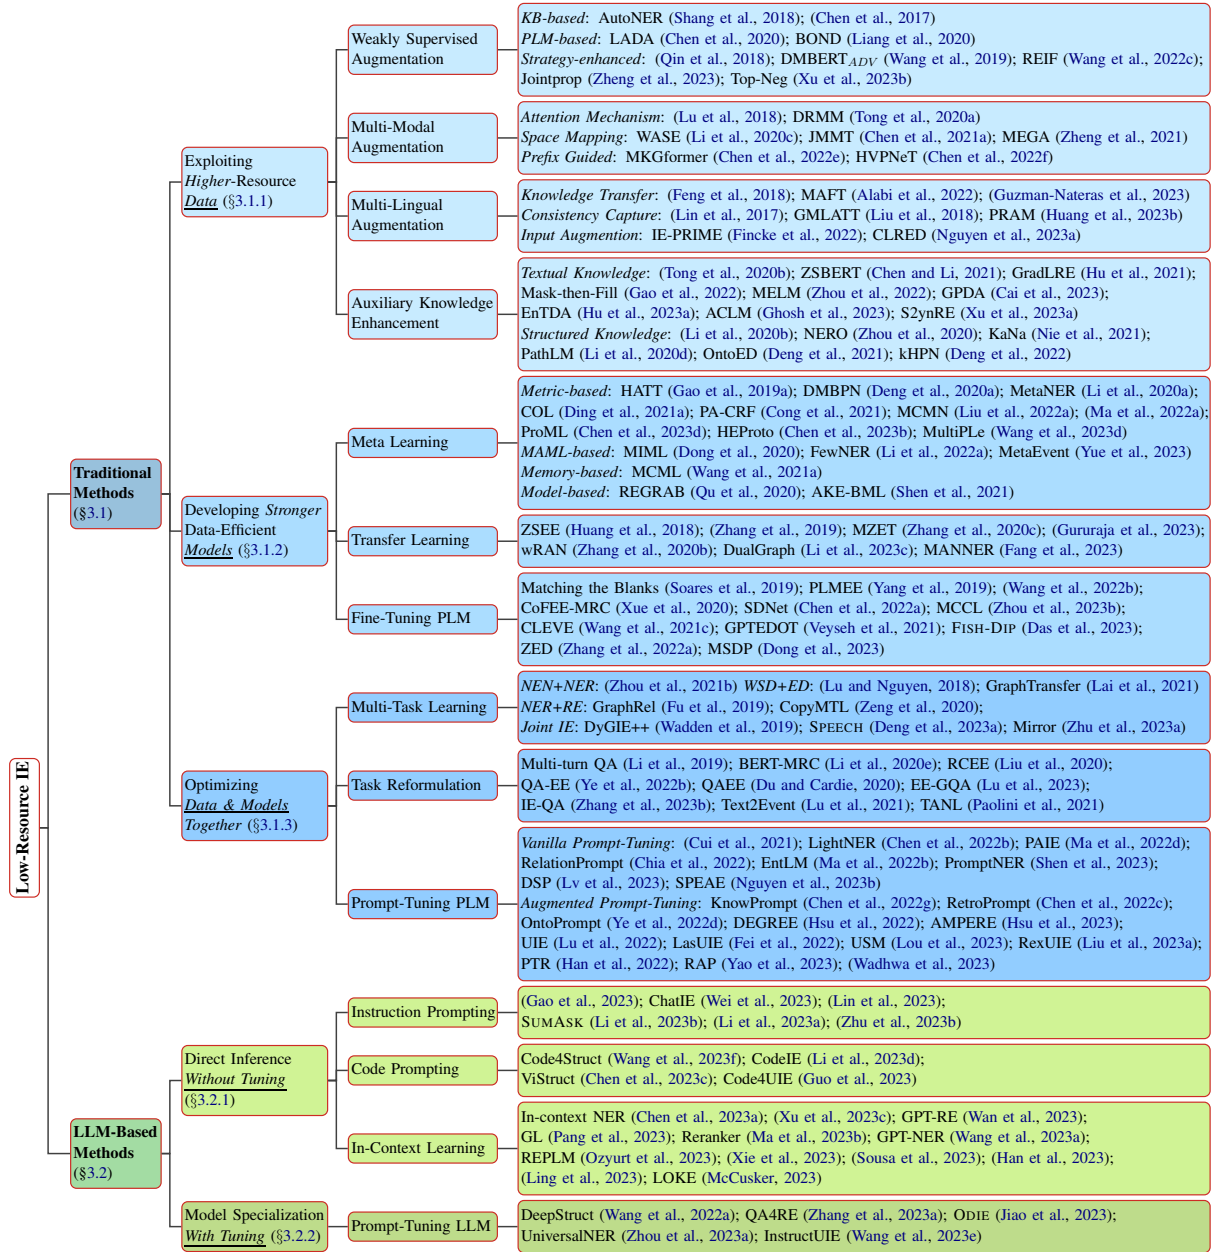 Low-Resource IE
Traditional
Methods
(§3.1)
Exploiting
Higher-Resource
Data (§3.1.1)
Weakly Supervised
Augmentation
KB-based: AutoNER (Shang et al., 2018); (Chen et al., 2017)
PLM-based: LADA (Chen et al., 2020); BOND (Liang et al., 2020)
Strategy-enhanced: (Qin et al., 2018); DMBERT_ADV (Wang et al., 2019); REIF (Wang et al., 2022c);
Jointprop (Zheng et al., 2023); Top-Neg (Xu et al., 2023b)
Multi-Modal
Augmentation
Attention Mechanism: (Lu et al., 2018); DRMM (Tong et al., 2020a)
Space Mapping: WASE (Li et al., 2020c); JMMT (Chen et al., 2021a); MEGA (Zheng et al., 2021)
Prefix Guided: MKGformer (Chen et al., 2022e); HVPNeT (Chen et al., 2022f)
Multi-Lingual
Augmentation
Knowledge Transfer: (Feng et al., 2018); MAFT (Alabi et al., 2022); (Guzman-Nateras et al., 2023)
Consistency Capture: (Lin et al., 2017); GMLATT (Liu et al., 2018); PRAM (Huang et al., 2023b)
Input Augmention: IE-PRIME (Fincke et al., 2022); CLRED (Nguyen et al., 2023a)
Auxiliary Knowledge
Enhancement
Textual Knowledge: (Tong et al., 2020b); ZSBERT (Chen and Li, 2021); GradLRE (Hu et al., 2021);
Mask-then-Fill (Gao et al., 2022); MELM (Zhou et al., 2022); GPDA (Cai et al., 2023);
EnTDA (Hu et al., 2023a); ACLM (Ghosh et al., 2023); S2ynRE (Xu et al., 2023a)
Structured Knowledge: (Li et al., 2020b); NERO (Zhou et al., 2020); KaNa (Nie et al., 2021);
PathLM (Li et al., 2020d); OntoED (Deng et al., 2021); kHPN (Deng et al., 2022)
Developing Stronger
Data-Efficient
Models (§3.1.2)
Meta Learning
Metric-based: HATT (Gao et al., 2019a); DMBPN (Deng et al., 2020a); MetaNER (Li et al., 2020a);
COL (Ding et al., 2021a); PA-CRF (Cong et al., 2021); MCMN (Liu et al., 2022a); (Ma et al., 2022a);
ProML (Chen et al., 2023d); HEProto (Chen et al., 2023b); MultiPLe (Wang et al., 2023d)
MAML-based: MIML (Dong et al., 2020); FewNER (Li et al., 2022a); MetaEvent (Yue et al., 2023)
Memory-based: MCML (Wang et al., 2021a)
Model-based: REGRAB (Qu et al., 2020); AKE-BML (Shen et al., 2021)
Transfer Learning
ZSEE (Huang et al., 2018); (Zhang et al., 2019); MZET (Zhang et al., 2020c); (Gururaja et al., 2023);
wRAN (Zhang et al., 2020b); DualGraph (Li et al., 2023c); MANNER (Fang et al., 2023)
Fine-Tuning PLM
Matching the Blanks (Soares et al., 2019); PLMEE (Yang et al., 2019); (Wang et al., 2022b);
CoFEE-MRC (Xue et al., 2020); SDNet (Chen et al., 2022a); MCCL (Zhou et al., 2023b);
CLEVE (Wang et al., 2021c); GPTEDOT (Veyseh et al., 2021); FISH-DIP (Das et al., 2023);
ZED (Zhang et al., 2022a); MSDP (Dong et al., 2023)
Optimizing
Data & Models
Together (§3.1.3)
Multi-Task Learning
NEN+NER: (Zhou et al., 2021b) WSD+ED: (Lu and Nguyen, 2018); GraphTransfer (Lai et al., 2021)
NER+RE: GraphRel (Fu et al., 2019); CopyMTL (Zeng et al., 2020);
Joint IE: DyGIE++ (Wadden et al., 2019); SPEECH (Deng et al., 2023a); Mirror (Zhu et al., 2023a)
Task Reformulation
Multi-turn QA (Li et al., 2019); BERT-MRC (Li et al., 2020e); RCEE (Liu et al., 2020);
QA-EE (Ye et al., 2022b); QAEE (Du and Cardie, 2020); EE-GQA (Lu et al., 2023);
IE-QA (Zhang et al., 2023b); Text2Event (Lu et al., 2021); TANL (Paolini et al., 2021)
Prompt-Tuning PLM
Vanilla Prompt-Tuning: (Cui et al., 2021); LightNER (Chen et al., 2022b); PAIE (Ma et al., 2022d);
RelationPrompt (Chia et al., 2022); EntLM (Ma et al., 2022b); PromptNER (Shen et al., 2023);
DSP (Lv et al., 2023); SPEAE (Nguyen et al., 2023b)
Augmented Prompt-Tuning: KnowPrompt (Chen et al., 2022g); RetroPrompt (Chen et al., 2022c);
OntoPrompt (Ye et al., 2022d); DEGREE (Hsu et al., 2022); AMPERE (Hsu et al., 2023);
UIE (Lu et al., 2022); LasUIE (Fei et al., 2022); USM (Lou et al., 2023); RexUIE (Liu et al., 2023a);
PTR (Han et al., 2022); RAP (Yao et al., 2023); (Wadhwa et al., 2023)
LLM-Based
Methods
(§3.2)
Direct Inference
Without Tuning
(§3.2.1)
Instruction Prompting
(Gao et al., 2023); ChatIE (Wei et al., 2023); (Lin et al., 2023);
SUMASK (Li et al., 2023b); (Li et al., 2023a); (Zhu et al., 2023b)
Code Prompting
Code4Struct (Wang et al., 2023f); CodeIE (Li et al., 2023d);
ViStruct (Chen et al., 2023c); Code4UIE (Guo et al., 2023)
In-Context Learning
In-context NER (Chen et al., 2023a); (Xu et al., 2023c); GPT-RE (Wan et al., 2023);
GL (Pang et al., 2023); Reranker (Ma et al., 2023b); GPT-NER (Wang et al., 2023a);
REPLM (Ozyurt et al., 2023); (Xie et al., 2023); (Sousa et al., 2023); (Han et al., 2023);
(Ling et al., 2023); LOKE (McCusker, 2023)
Model Specialization
With Tuning (§3.2.2)
Prompt-Tuning LLM
DeepStruct (Wang et al., 2022a); QA4RE (Zhang et al., 2023a); ODIE (Jiao et al., 2023);
UniversalNER (Zhou et al., 2023a); InstructUIE (Wang et al., 2023e)